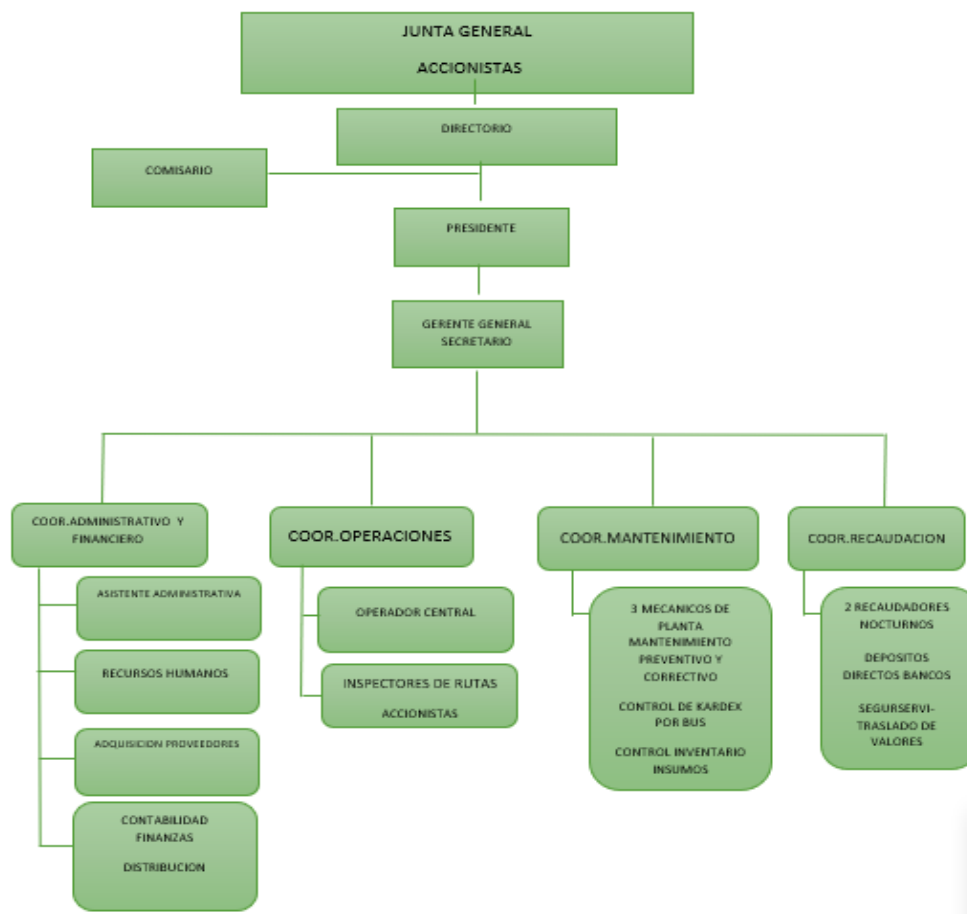 JUNTA GENERAL
ACCIONISTAS
DIRECTORIO
COMISARIO
PRESIDENTE
GERENTE GENERAL
SECRETARIO
COOR.ADMINISTRATIVO Y
FINANCIERO
ASISTENTE ADMINISTRATIVA
RECURSOS HUMANOS
ADQUISICION PROVEEDORES
CONTABILIDAD
FINANZAS
DISTRIBUCION
COOR.OPERACIONES
OPERADOR CENTRAL
INSPECTORES DE RUTAS
ACCIONISTAS
COOR.MANTENIMIENTO
3 MECANICOS DE
PLANTA
MANTENIMIENTO
PREVENTIVO Y
CORRECTIVO
CONTROL DE KARDEX
POR BUS
CONTROL INVENTARIO
INSUMOS
COOR.RECAUDACION
2 RECAUDADORES
NOCTURNOS
DEPOSITOS
DIRECTOS BANCOS
SEGURSERVI-
TRASLADO DE
VALORES